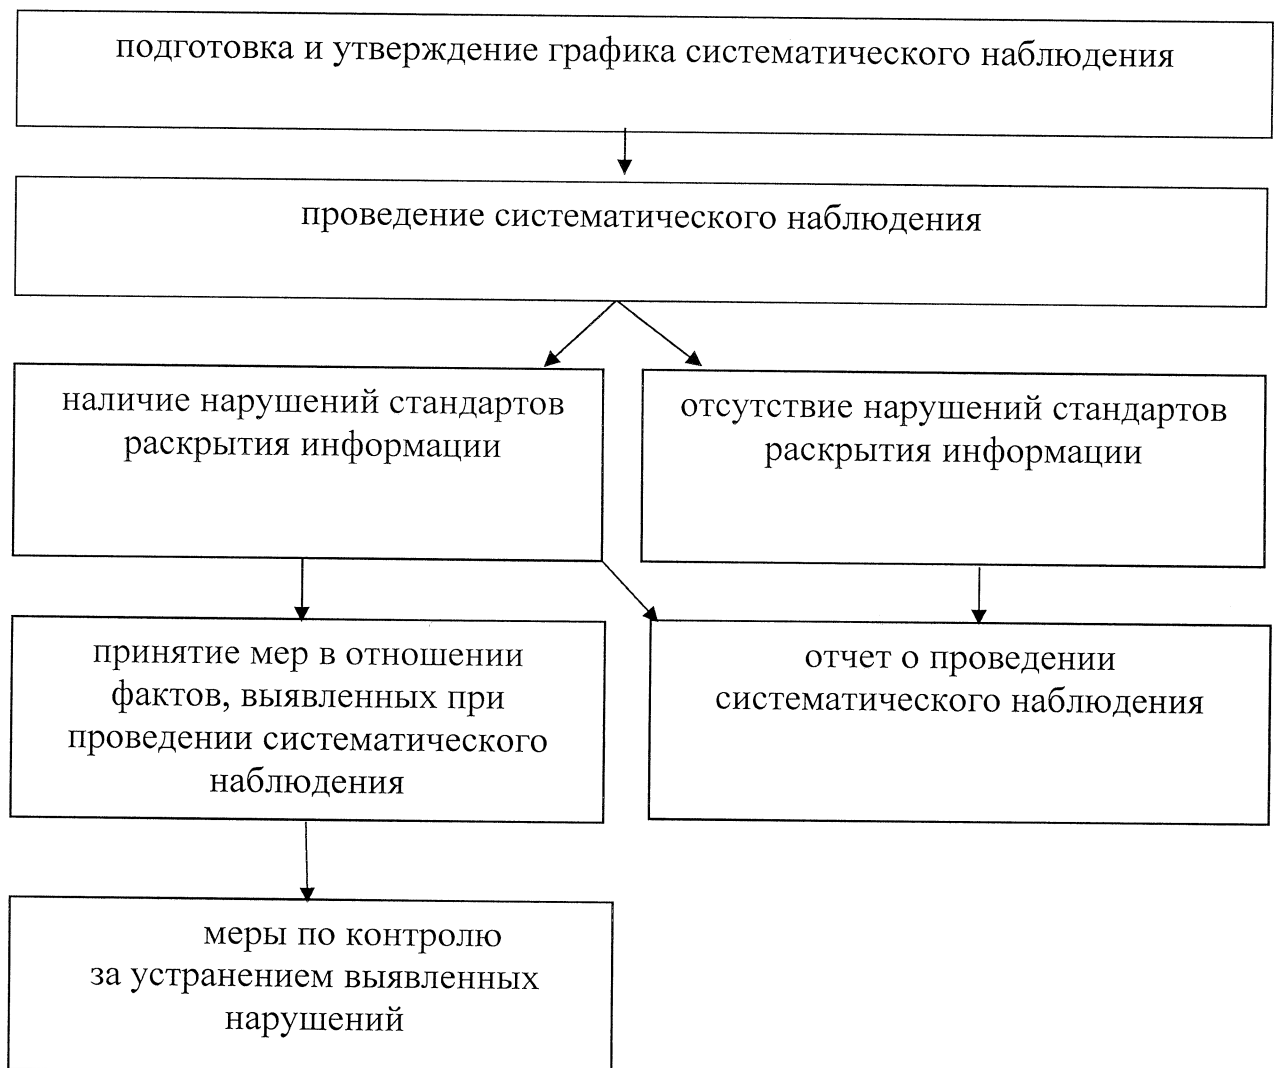 подготовка и утверждение графика систематического наблюдения
проведение систематического наблюдения
наличие нарушений стандартов
раскрытия информации
отсутствие нарушений стандартов
раскрытия информации
принятие мер в отношении
фактов, выявленных при
проведении систематического
наблюдения
отчет о проведении
систематического наблюдения
меры по контролю
за устранением выявленных
нарушений